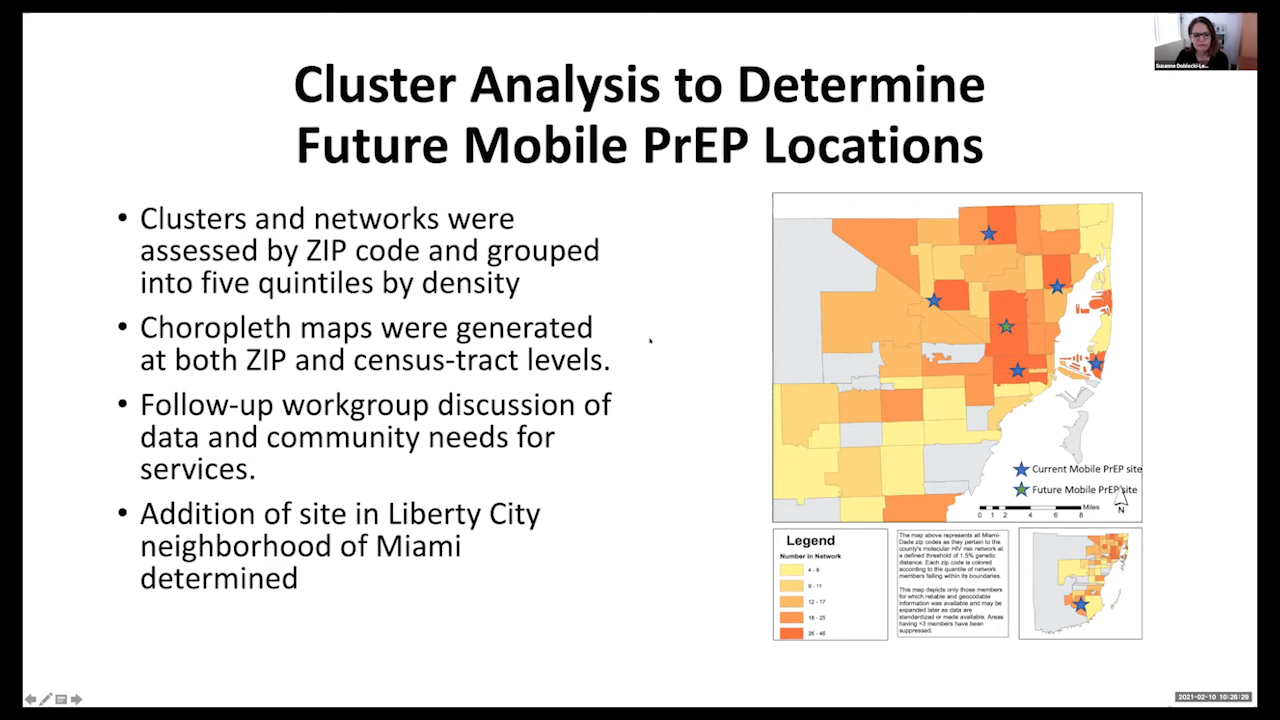 Susanne Doblecki-Le...
Cluster Analysis to Determine
Future Mobile PrEP Locations
• Clusters and networks were
assessed by ZIP code and grouped
into five quintiles by density
• Choropleth maps were generated
at both ZIP and census-tract levels.
• Follow-up workgroup discussion of
data and community needs for
services.
• Addition of site in Liberty City
neighborhood of Miami
determined
Current Mobile PrEP site
Future Mobile PrEP site
Miles
0 1 2 4 6 8
N
Legend
Number in Network
4 - 8
9 - 11
12 - 17
18 - 25
26 - 46
The map above represents all Miami-
Dade zip codes as they pertain to the
county's molecular HIV risk network at
a defined threshold of 1.5% genetic
distance. Each zip code is colored
according to the quantile of network
members falling within its boundaries.
This map depicts only those members
for which reliable and geocodable
information was available and may be
expanded later as data are
standardized or made available. Areas
having <3 members have been
suppressed.
2021-02-10 10:26:29